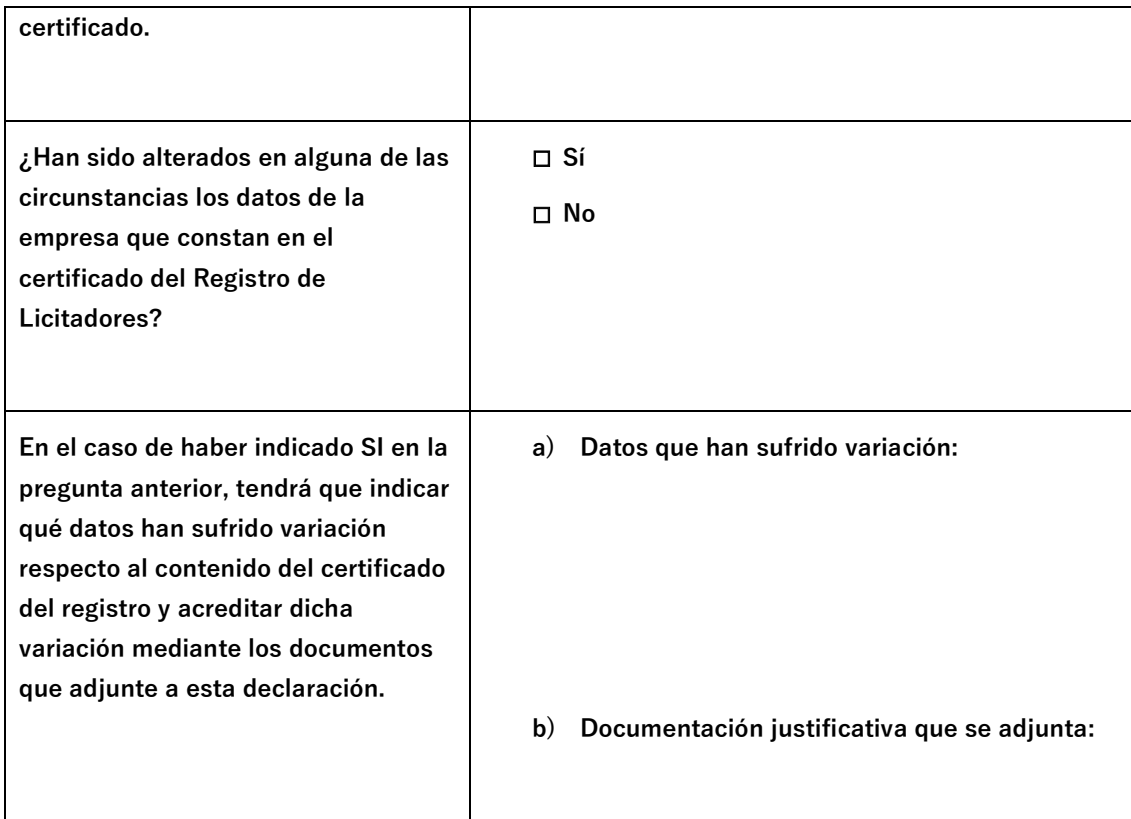 certificado.
¿Han sido alterados en alguna de las
circunstancias los datos de la
empresa que constan en el
certificado del Registro de
Licitadores?
□ Sí
□ No
En el caso de haber indicado SI en la
pregunta anterior, tendrá que indicar
qué datos han sufrido variación
respecto al contenido del certificado
del registro y acreditar dicha
variación mediante los documentos
que adjunte a esta declaración.
a) Datos que han sufrido variación:
b) Documentación justificativa que se adjunta: